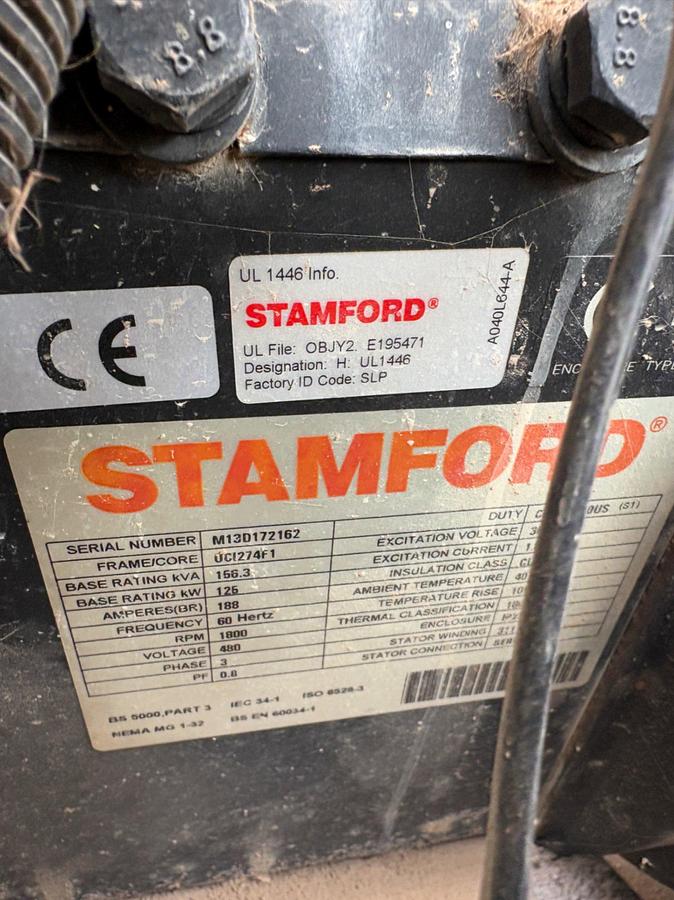 8.8
8.8
UL 1446 Info.
STAMFORD®
UL File: OBJY2. E195471
Designation: H: UL1446
Factory ID Code: SLP
A040L644-A
CE
STAMFORD®
SERIAL NUMBER M13D172162
FRAME/CORE UCI274F1
BASE RATING KVA 156.3
BASE RATING KW 125
AMPERES(BR) 188
FREQUENCY 60 Hertz
RPM 1800
VOLTAGE 480
PHASE 3
PF 0.8
DUTY (S1)
EXCITATION VOLTAGE
EXCITATION CURRENT
INSULATION CLASS
AMBIENT TEMPERATURE
TEMPERATURE RISE
THERMAL CLASSIFICATION
ENCLOSURE
STATOR WINDING
STATOR CONNECTION
BS 5000,PART 3 IEC 34-1 ISO 8528-3
NEMA MG 1-32 BS EN 60034-1